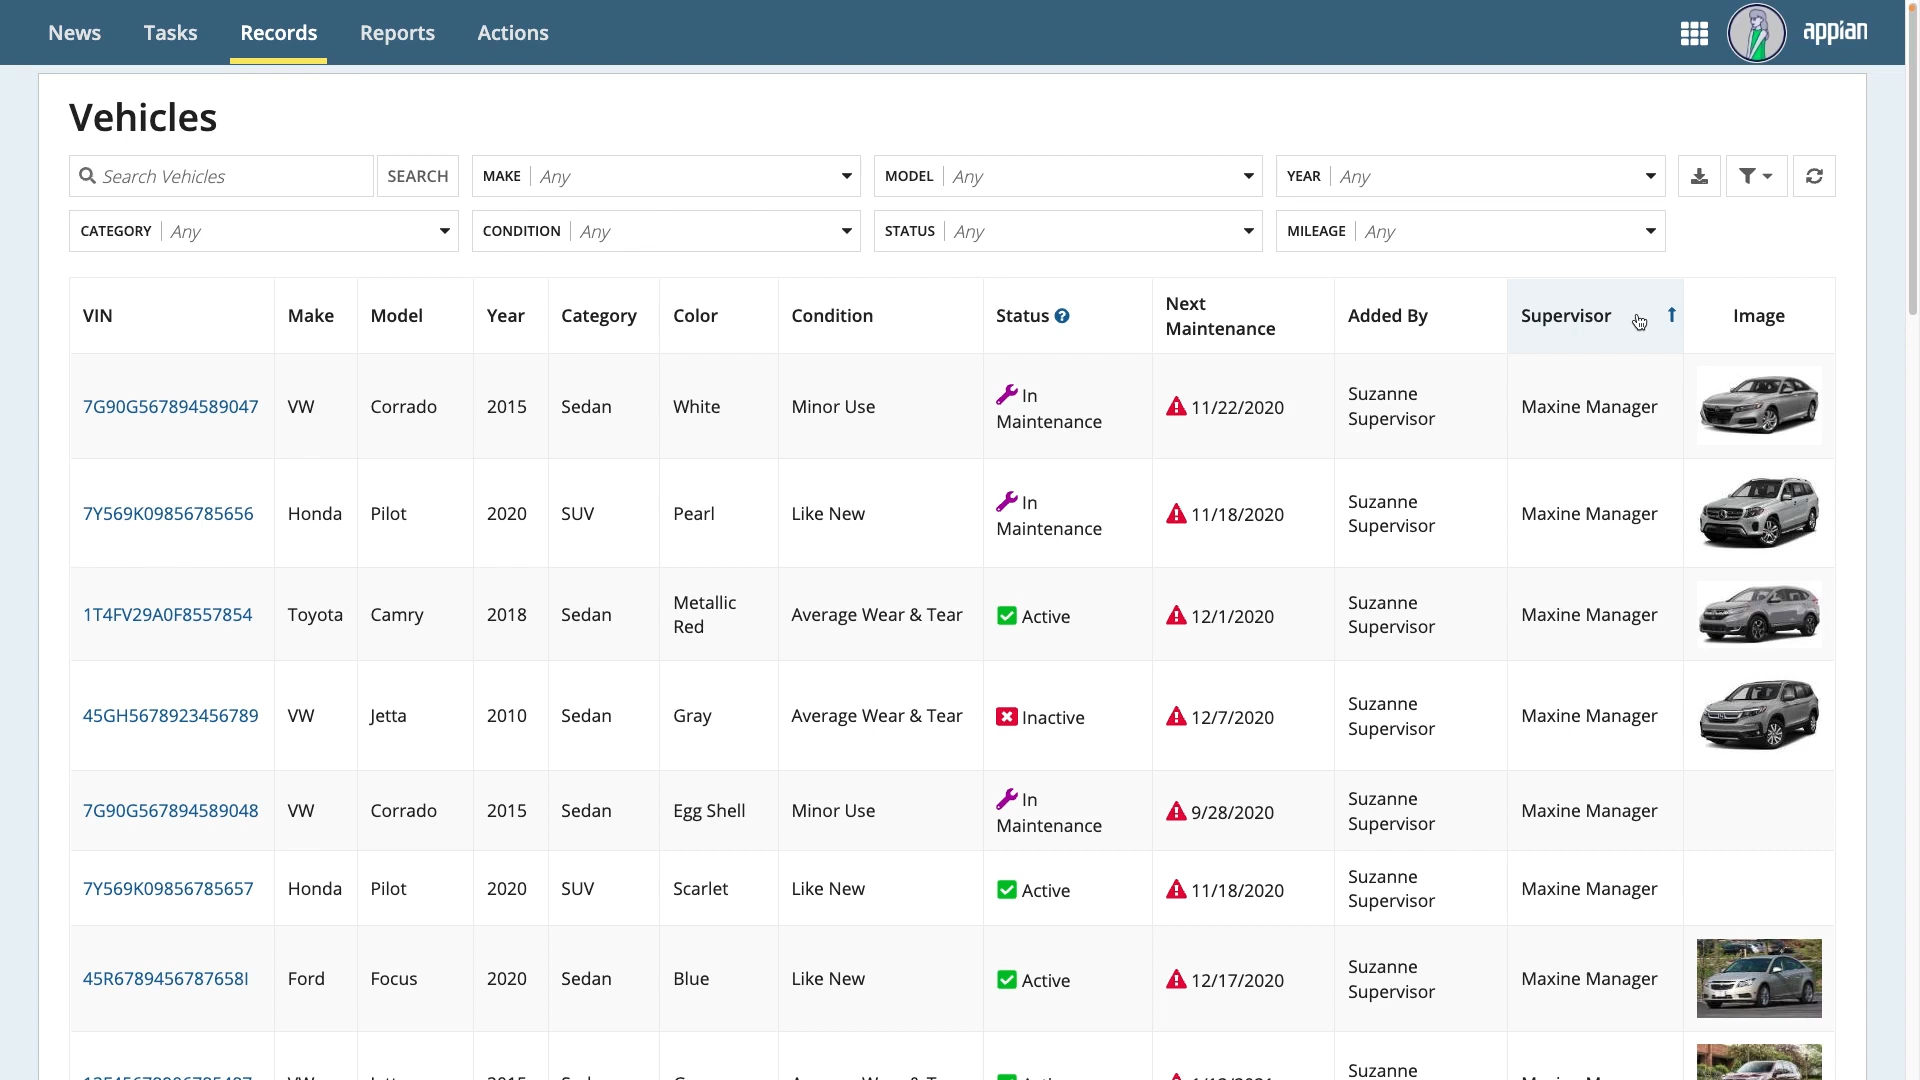 News Tasks Records Reports Actions appian
Vehicles
Search Vehicles SEARCH MAKE Any MODEL Any YEAR Any
CATEGORY Any CONDITION Any STATUS Any MILEAGE Any
VIN Make Model Year Category Color Condition Status Next Maintenance Added By Supervisor Image
7G90G567894589047 VW Corrado 2015 Sedan White Minor Use In Maintenance 11/22/2020 Suzanne Supervisor Maxine Manager
7Y569K09856785656 Honda Pilot 2020 SUV Pearl Like New In Maintenance 11/18/2020 Suzanne Supervisor Maxine Manager
1T4FV29A0F8557854 Toyota Camry 2018 Sedan Metallic Red Average Wear & Tear Active 12/1/2020 Suzanne Supervisor Maxine Manager
45GH5678923456789 VW Jetta 2010 Sedan Gray Average Wear & Tear Inactive 12/7/2020 Suzanne Supervisor Maxine Manager
7G90G567894589048 VW Corrado 2015 Sedan Egg Shell Minor Use In Maintenance 9/28/2020 Suzanne Supervisor Maxine Manager
7Y569K09856785657 Honda Pilot 2020 SUV Scarlet Like New Active 11/18/2020 Suzanne Supervisor Maxine Manager
45R6789456787658I Ford Focus 2020 Sedan Blue Like New Active 12/17/2020 Suzanne Supervisor Maxine Manager
Suzanne